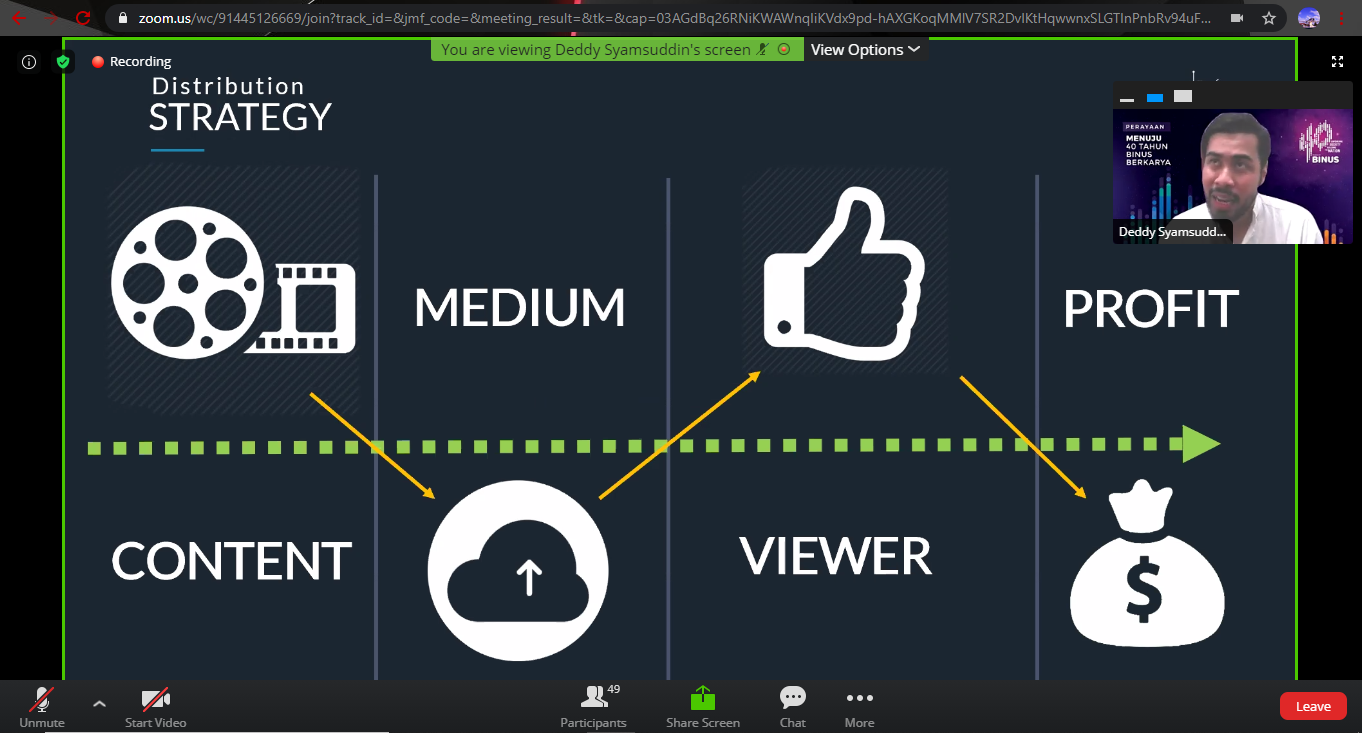 zoom.us/wc/91445126669/join?track_id=&jmf_code=&meeting_result=&tk=&cap=03AGdBq26RNiKWAWnqIiKVdx9pd-hAXGKoqMMlV7SR2DvIKtHqwwnxSLGTInPnbRv94uF...
You are viewing Deddy Syamsuddin's screen
View Options
Recording
Distribution
STRATEGY
PERAYAAN
MENUJU
40 TAHUN
BINUS
BERKARYA
BINUS
Deddy Syamsudd...
MEDIUM
PROFIT
CONTENT
VIEWER
$
Unmute
Start Video
49
Participants
Share Screen
Chat
More
Leave